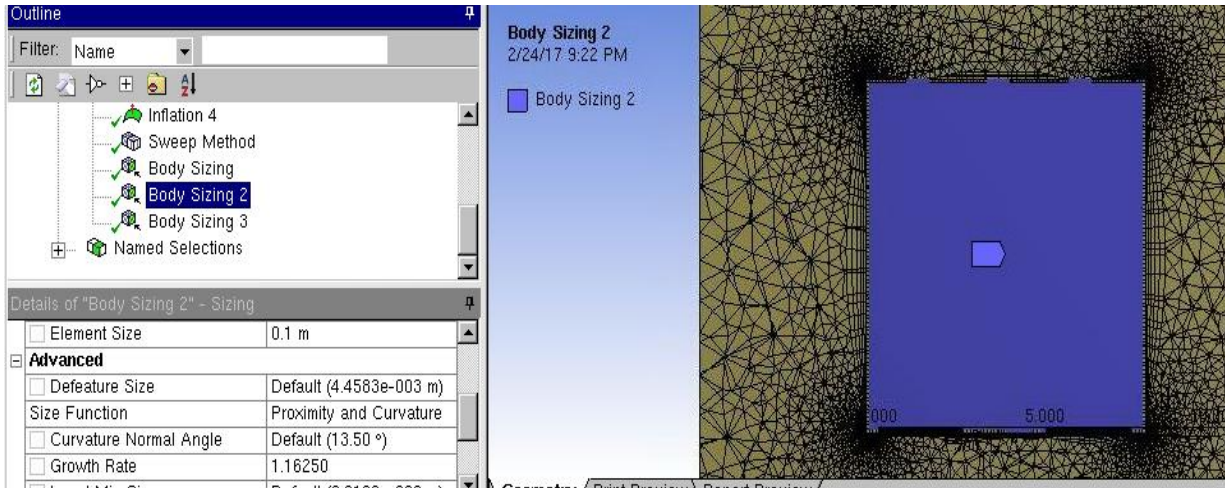 Outline
Filter: Name
Inflation 4
Sweep Method
Body Sizing
Body Sizing 2
Body Sizing 3
Named Selections
Details of "Body Sizing 2" - Sizing
Element Size 0.1 m
Advanced
Defeature Size Default (4.4583e-003 m)
Size Function Proximity and Curvature
Curvature Normal Angle Default (13.50 °)
Growth Rate 1.16250
Body Sizing 2
2/24/17 9:22 PM
Body Sizing 2
5.000
Geometry Print Preview Report Preview